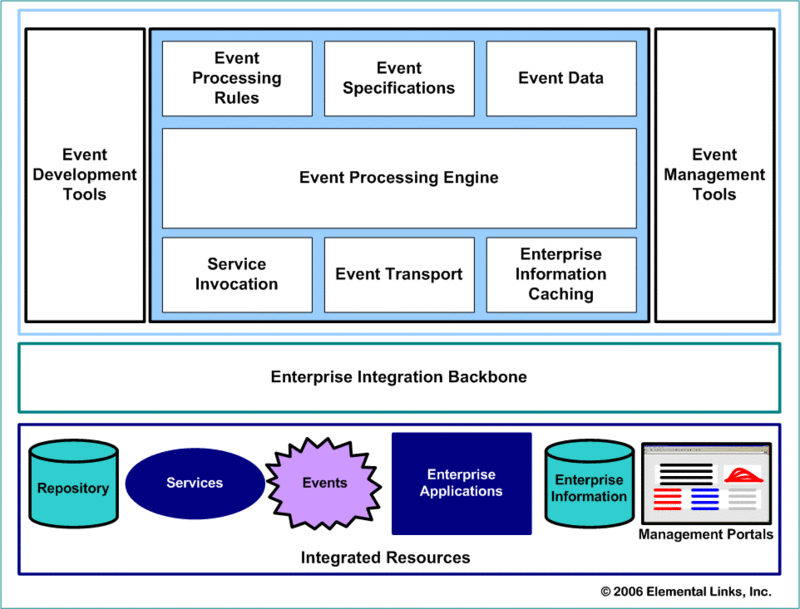 Event
Processing
Rules
Event
Specifications
Event Data
Event
Development
Tools
Event Processing Engine
Event
Management
Tools
Service
Invocation
Event Transport
Enterprise
Information
Caching
Enterprise Integration Backbone
Repository
Services
Events
Enterprise
Applications
Enterprise
Information
Management Portals
Integrated Resources
© 2006 Elemental Links, Inc.